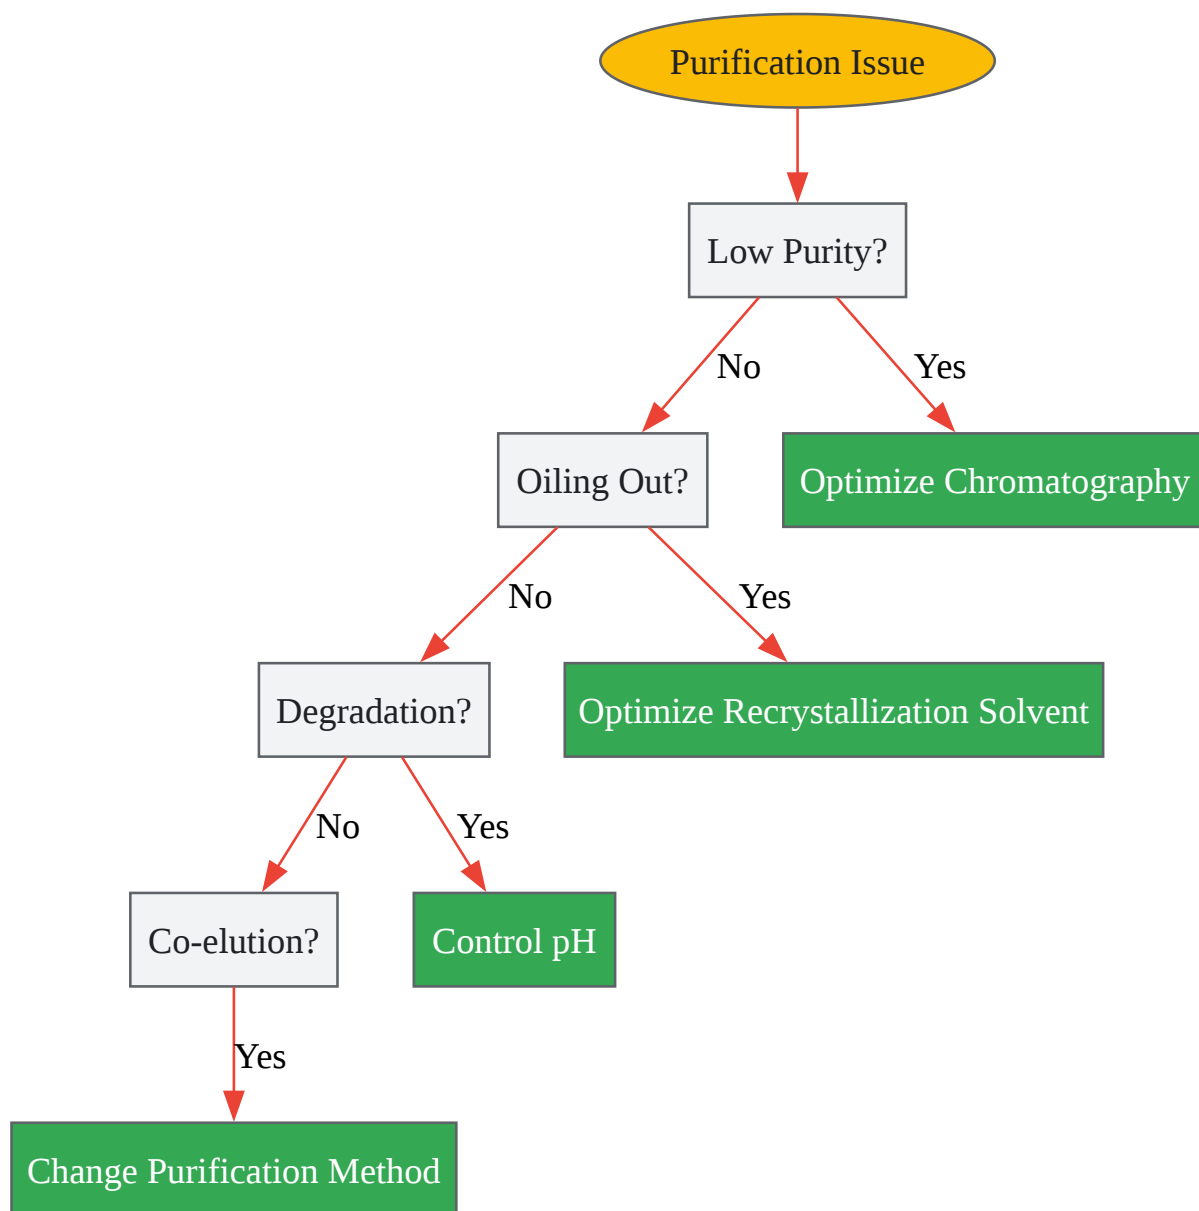 Purification Issue
Low Purity?
No
Yes
Oiling Out?
Optimize Chromatography
No
Yes
Degradation?
Optimize Recrystallization Solvent
No
Yes
Co-elution?
Control pH
Yes
Change Purification Method